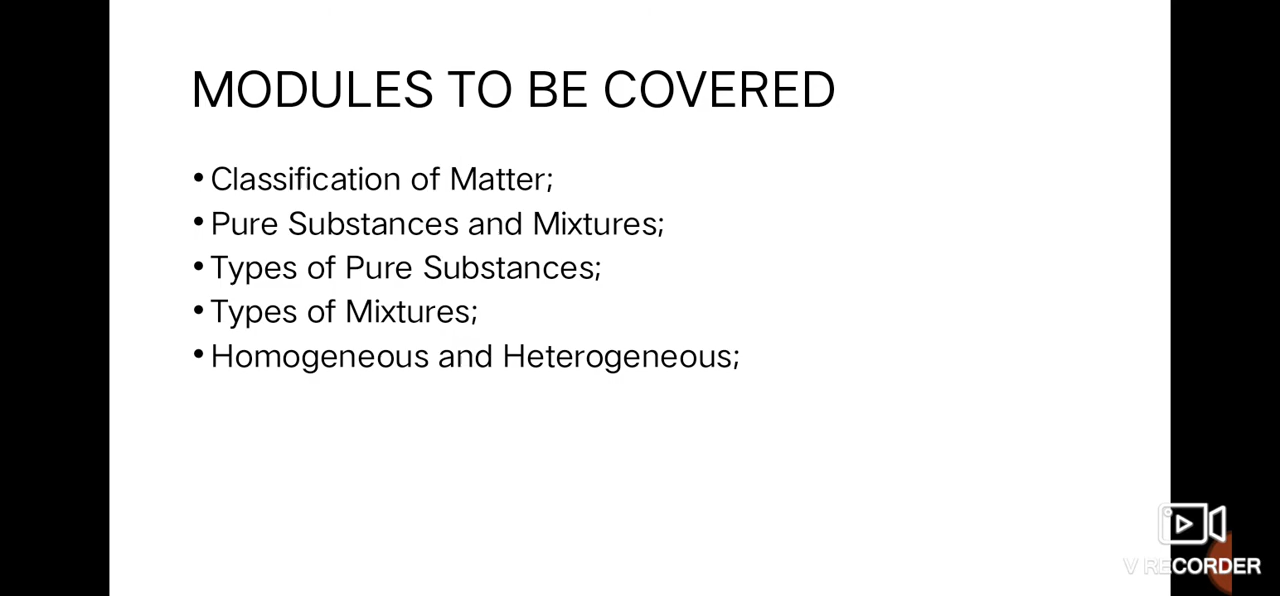 MODULES TO BE COVERED
• Classification of Matter;
• Pure Substances and Mixtures;
• Types of Pure Substances;
• Types of Mixtures;
• Homogeneous and Heterogeneous;
V RECORDER